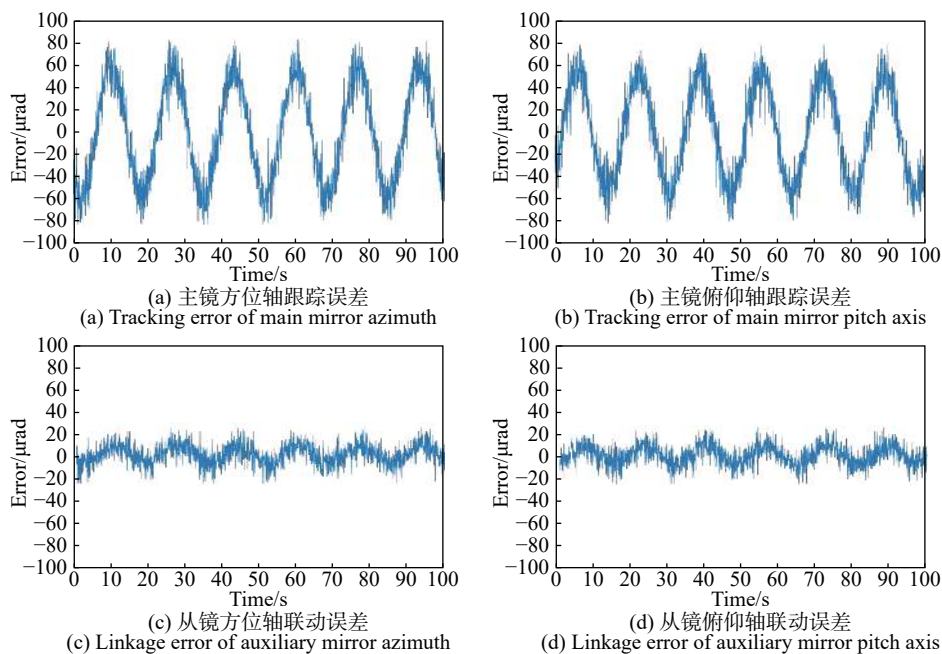 100
80
60
40
20
0
−20
−40
−60
−80
−100
Error/μrad
0 10 20 30 40 50 60 70 80 90 100
Time/s
(a) 主镜方位轴跟踪误差
(a) Tracking error of main mirror azimuth
100
80
60
40
20
0
−20
−40
−60
−80
−100
Error/μrad
0 10 20 30 40 50 60 70 80 90 100
Time/s
(b) 主镜俯仰轴跟踪误差
(b) Tracking error of main mirror pitch axis
100
80
60
40
20
0
−20
−40
−60
−80
−100
Error/μrad
0 10 20 30 40 50 60 70 80 90 100
Time/s
(c) 从镜方位轴联动误差
(c) Linkage error of auxiliary mirror azimuth
100
80
60
40
20
0
−20
−40
−60
−80
−100
Error/μrad
0 10 20 30 40 50 60 70 80 90 100
Time/s
(d) 从镜俯仰轴联动误差
(d) Linkage error of auxiliary mirror pitch axis